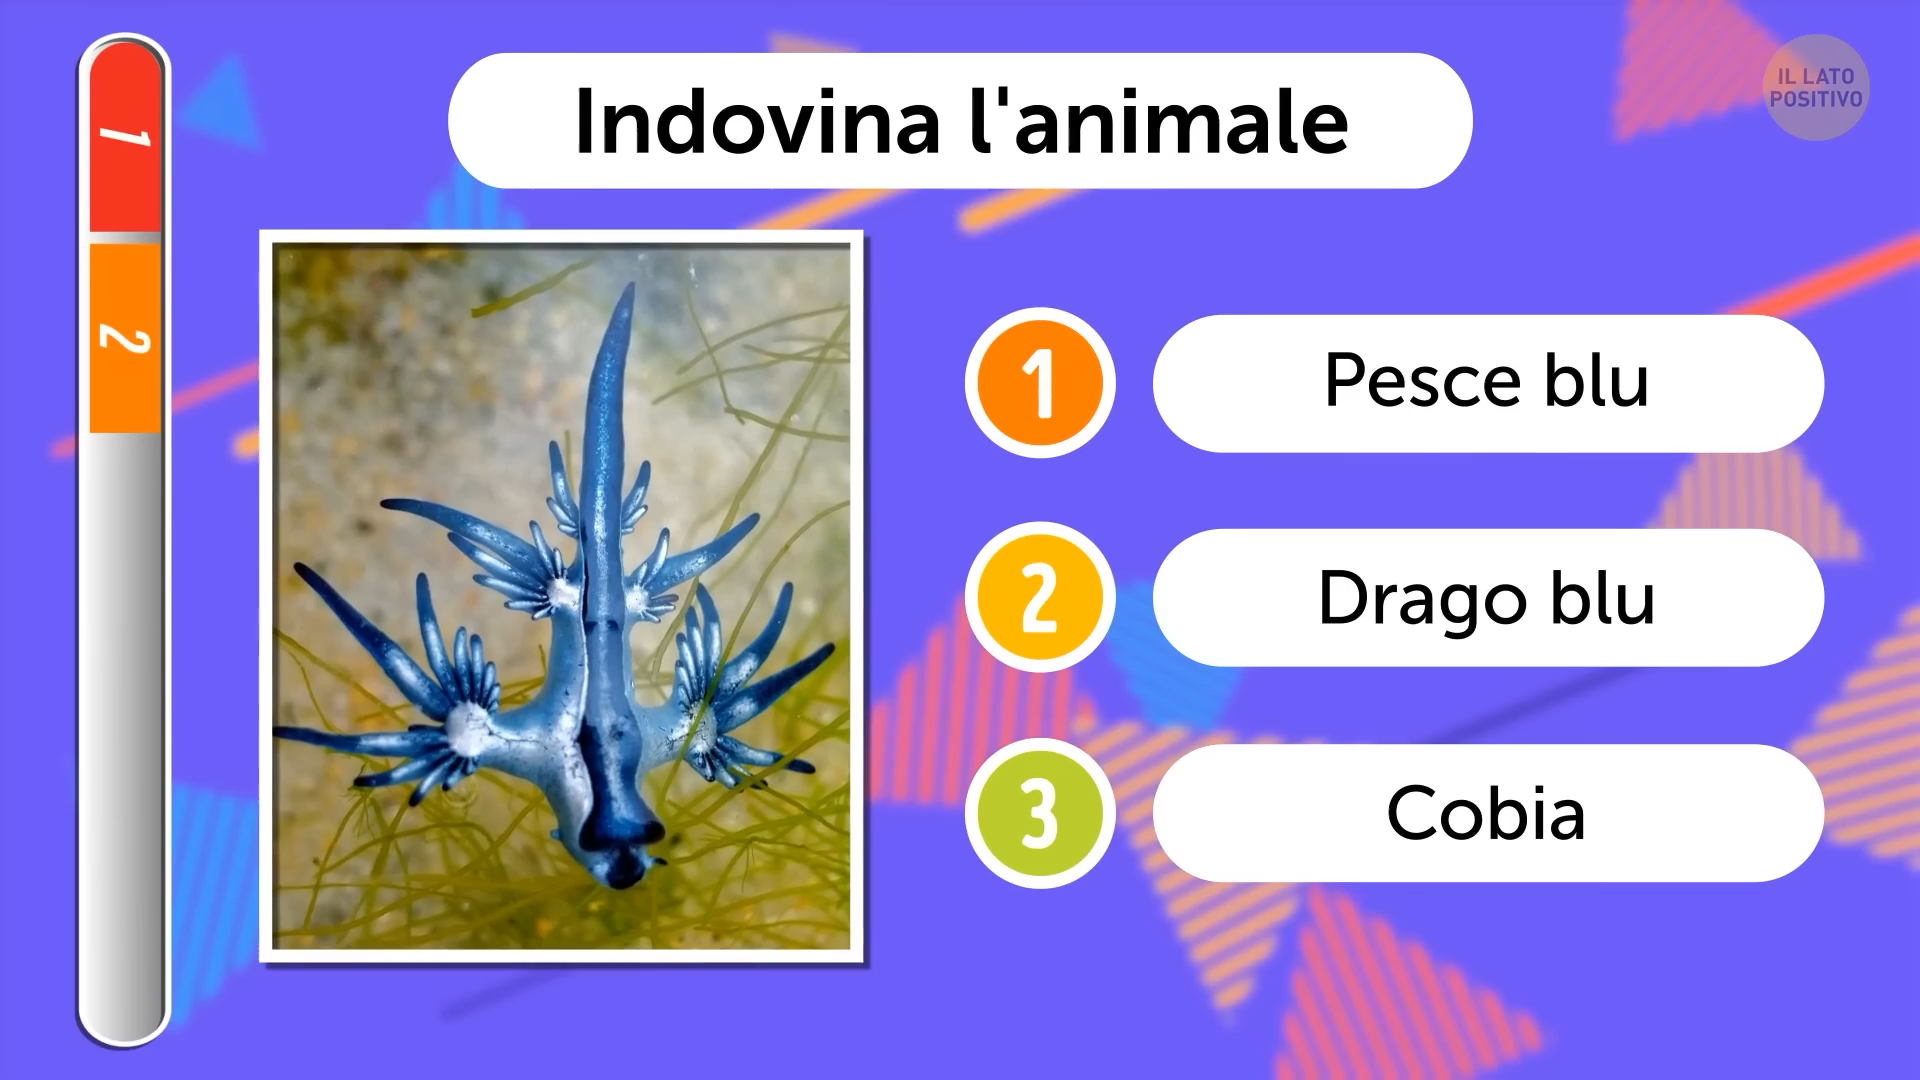 Indovina l'animale
IL LATO
POSITIVO
1
2
1
Pesce blu
2
Drago blu
3
Cobia